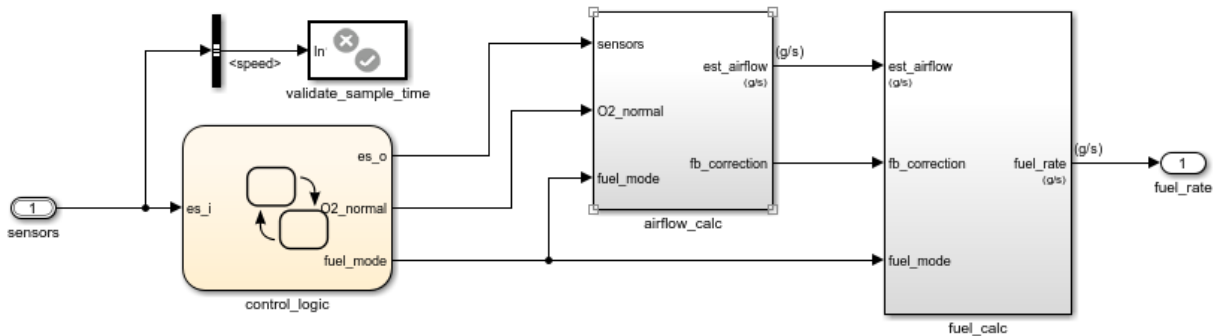 <speed>
In
validate_sample_time
1
sensors
es_i
es_o
O2_normal
fuel_mode
control_logic
sensors
O2_normal
fuel_mode
est_airflow
(g/s)
fb_correction
airflow_calc
(g/s)
est_airflow
(g/s)
fb_correction
fuel_mode
fuel_rate
(g/s)
fuel_calc
(g/s)
1
fuel_rate